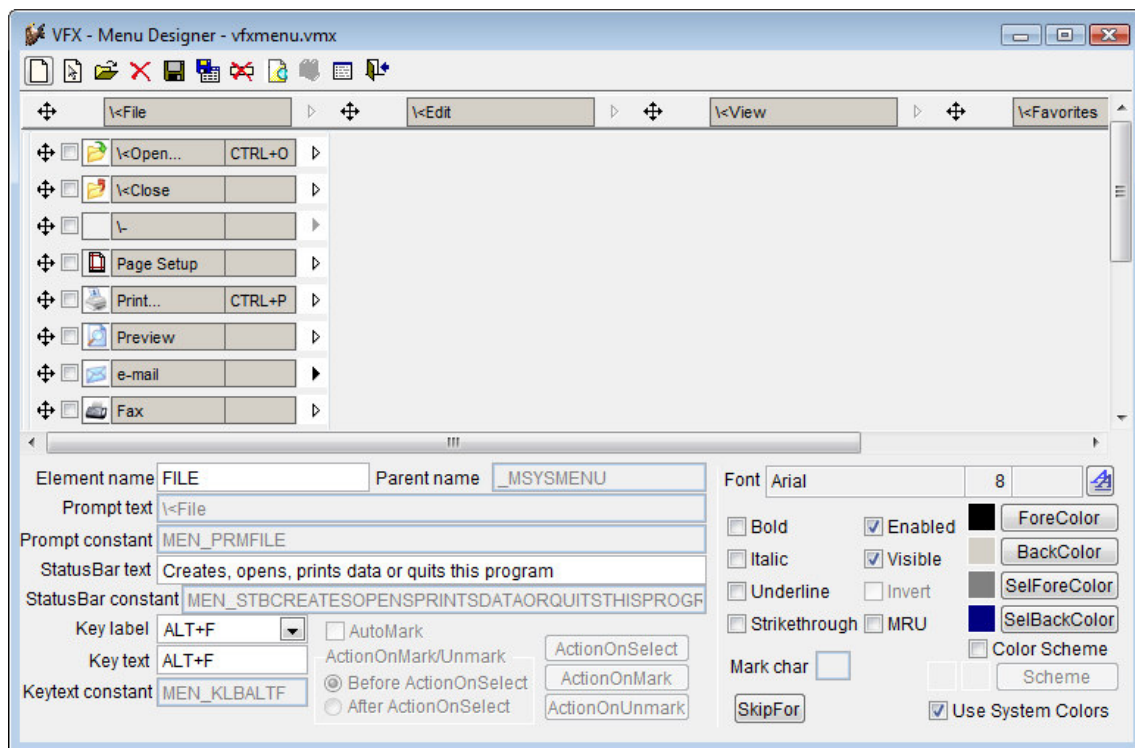 VFX - Menu Designer - vfxmenu.vmx
\<File \<Edit \<View \<Favorites
\<Open... CTRL+O
\<Close
\-
Page Setup
Print... CTRL+P
Preview
e-mail
Fax
Element name FILE Parent name _MSYSMENU
Prompt text \<File
Prompt constant MEN_PRMFILE
StatusBar text Creates, opens, prints data or quits this program
StatusBar constant MEN_STBCREATESOPENSPRINTSDATAORQUITSTHISPROGR
Key label ALT+F
Key text ALT+F
Keytext constant MEN_KLBALTF
AutoMark
ActionOnMark/Unmark
Before ActionOnSelect
After ActionOnSelect
ActionOnSelect
ActionOnMark
ActionOnUnmark
Font Arial 8
Bold Enabled ForeColor
Italic Visible BackColor
Underline Invert SelForeColor
Strikethrough MRU SelBackColor
Color Scheme
Mark char Scheme
SkipFor Use System Colors